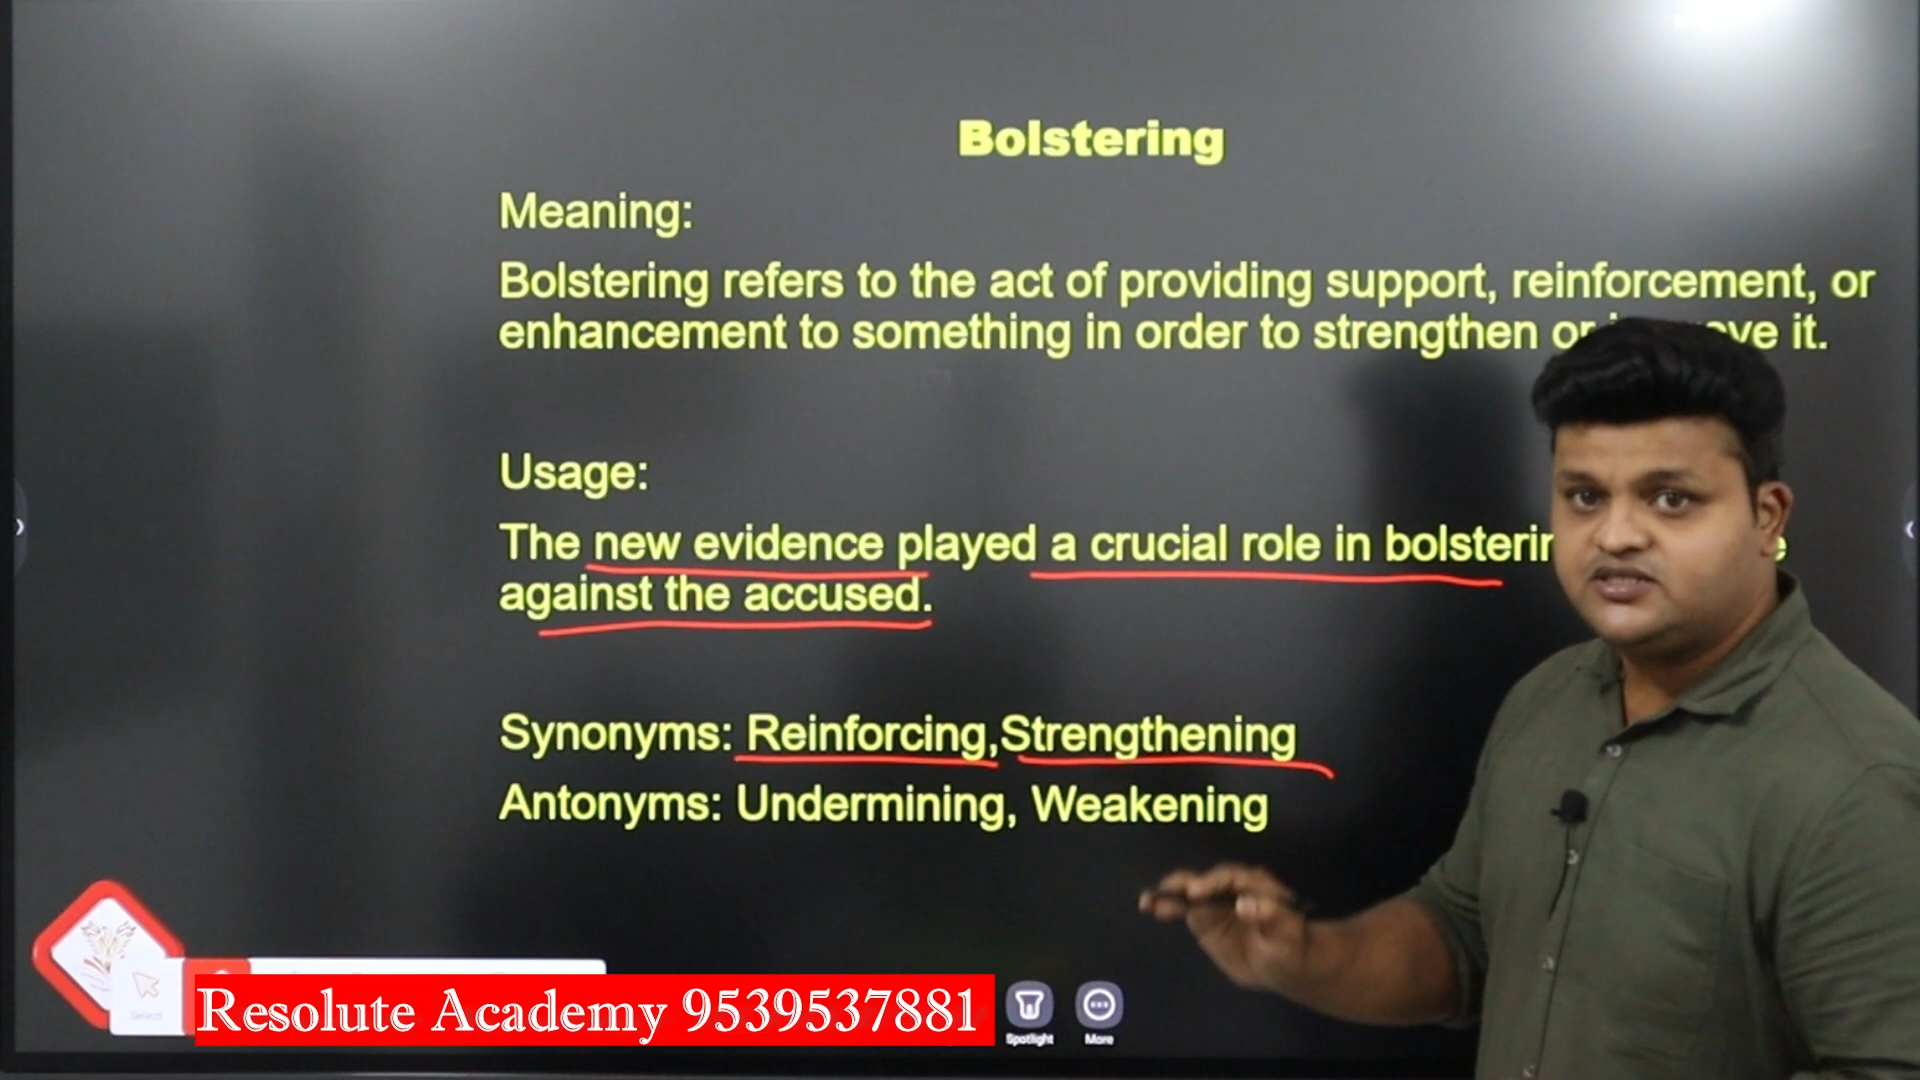 Bolstering
Meaning:
Bolstering refers to the act of providing support, reinforcement, or
enhancement to something in order to strengthen or it.
Usage:
The new evidence played a crucial role in
against the accused.
Synonyms: Reinforcing,Strengthening
Antonyms: Undermining, Weakening
Select
Resolute Academy 9539537881
Spotlight
More